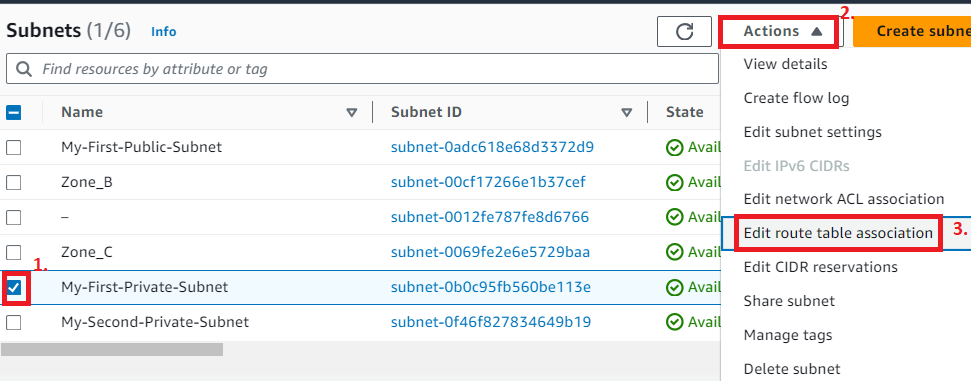 Subnets (1/6) Info
Actions ▲ 2.
Create subne
Find resources by attribute or tag
Name Subnet ID State
My-First-Public-Subnet subnet-0adc618e68d3372d9 Avail
Zone_B subnet-00cf17266e1b37cef Avail
– subnet-0012fe787fe8d6766 Avail
Zone_C subnet-0069fe2e6e5729baa Avail
1.
My-First-Private-Subnet subnet-0b0c95fb560be113e Avail
My-Second-Private-Subnet subnet-0f46f827834649b19 Avail
View details
Create flow log
Edit subnet settings
Edit IPv6 CIDRs
Edit network ACL association
Edit route table association 3.
Edit CIDR reservations
Share subnet
Manage tags
Delete subnet